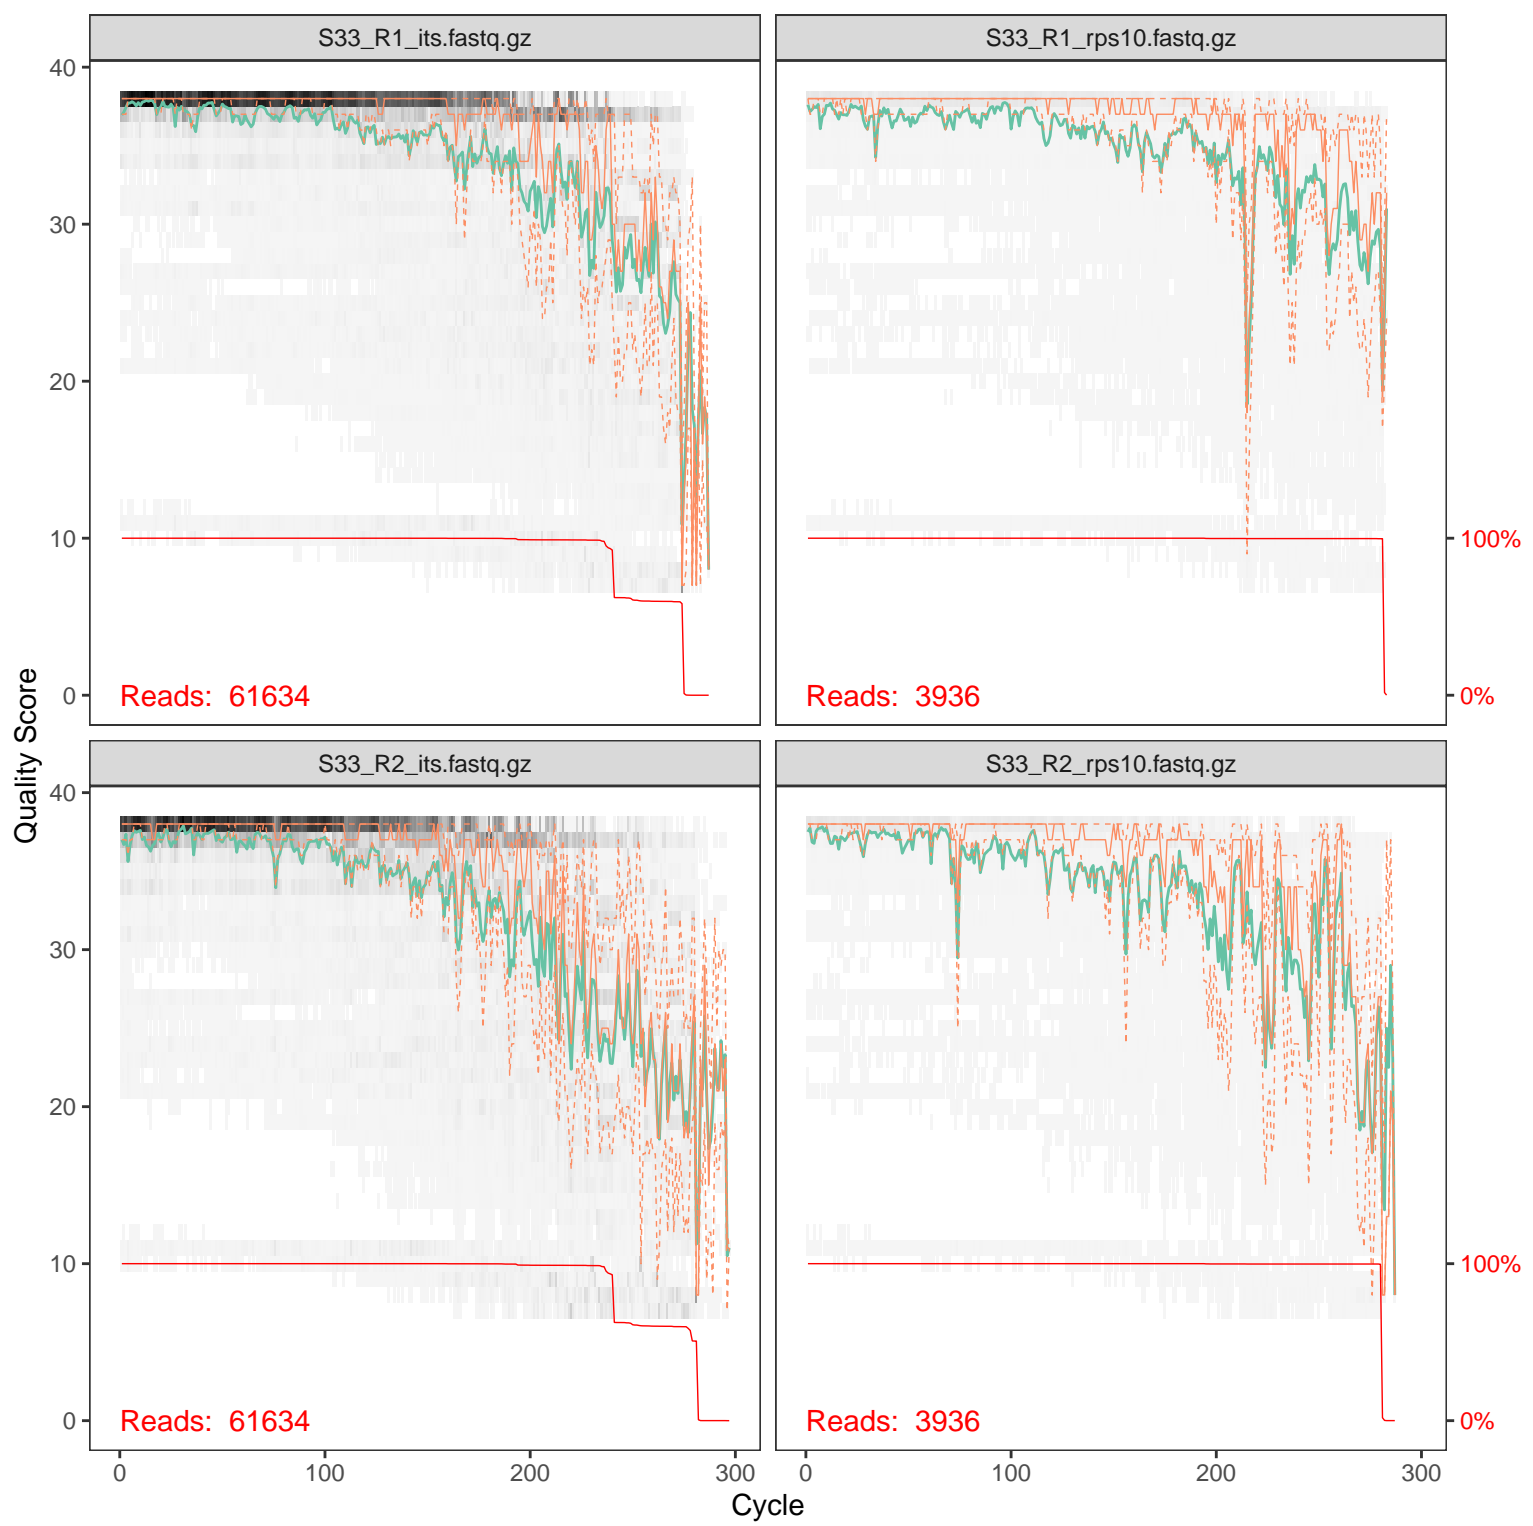 S33_R1_its.fastq.gz
S33_R1_rps10.fastq.gz
40
30
20
10
0
Reads: 61634
Reads: 3936
100%
0%
Quality Score
S33_R2_its.fastq.gz
S33_R2_rps10.fastq.gz
40
30
20
10
0
Reads: 61634
Reads: 3936
100%
0%
0 100 200 300 0 100 200 300
Cycle